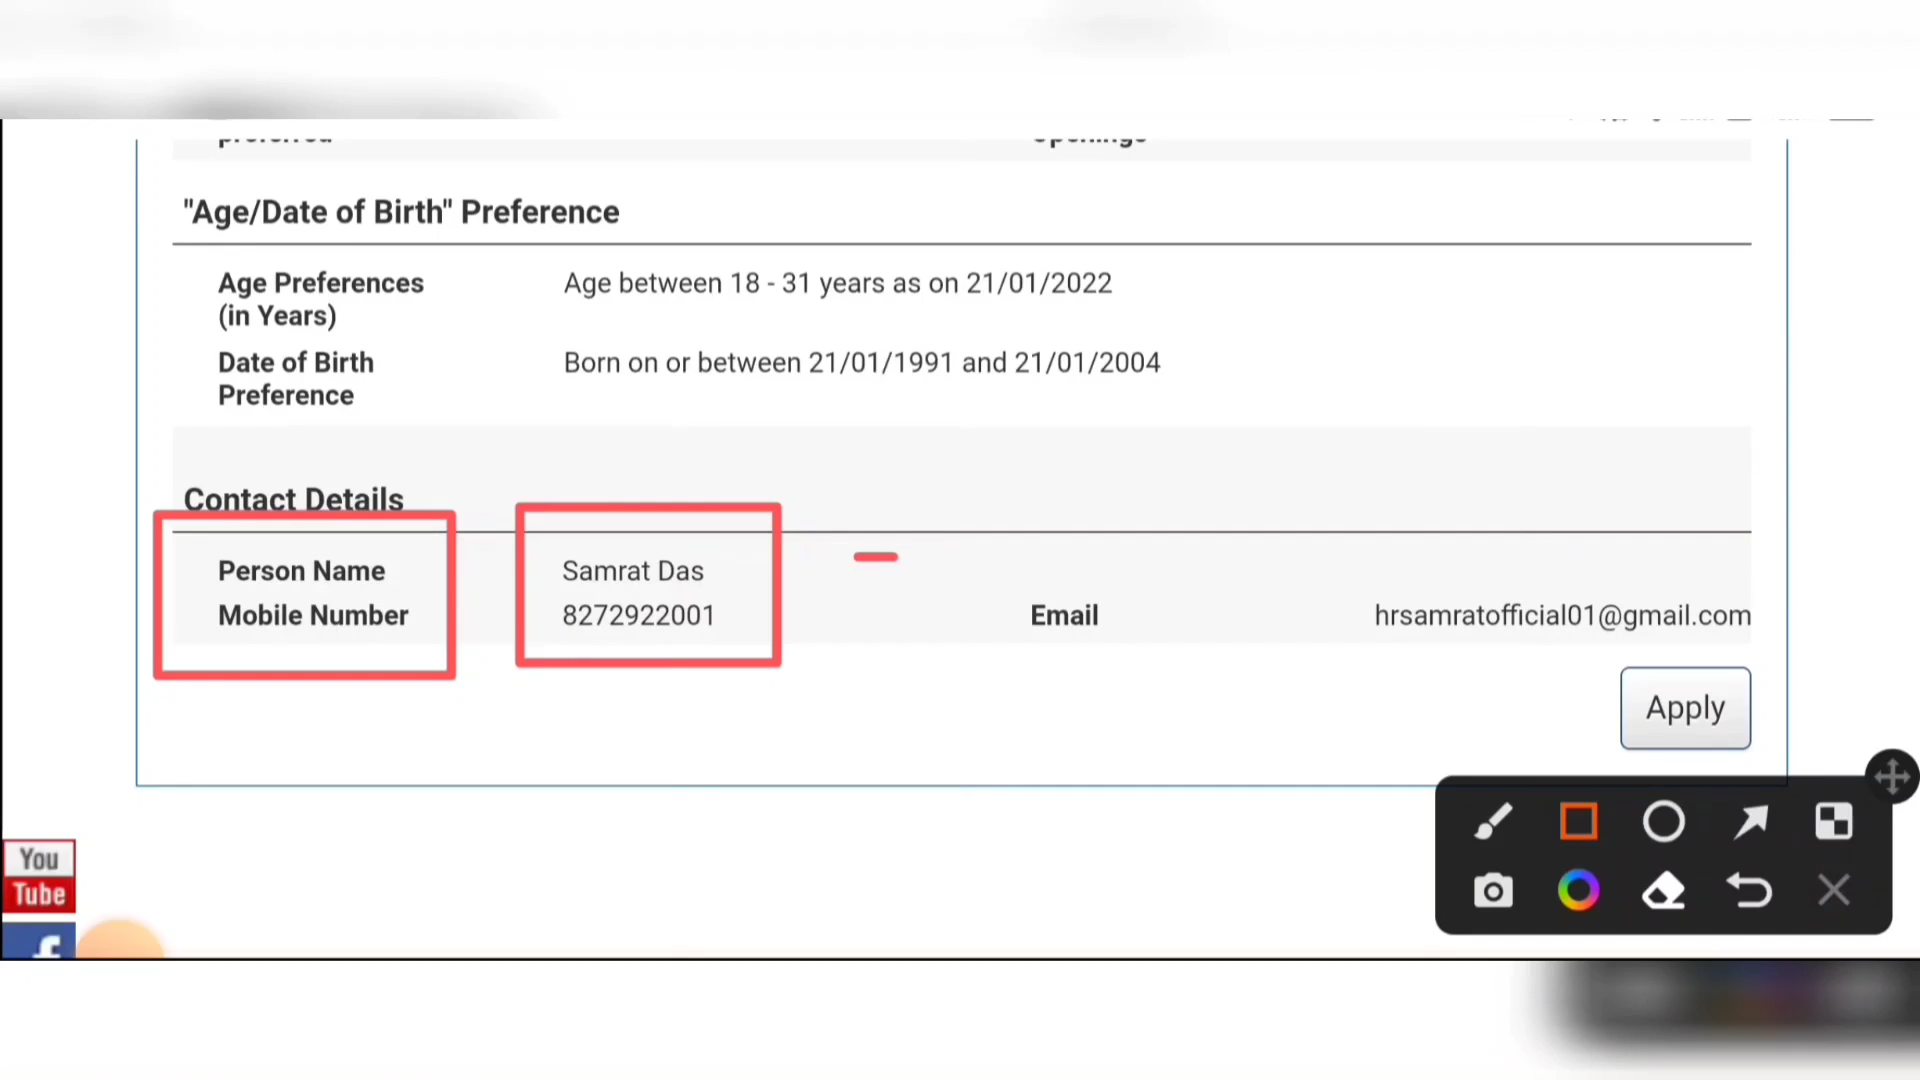 "Age/Date of Birth" Preference
Age Preferences
(in Years)
Age between 18 - 31 years as on 21/01/2022
Date of Birth
Preference
Born on or between 21/01/1991 and 21/01/2004
Contact Details
Person Name
Samrat Das
Mobile Number
8272922001
Email
hrsamratofficial01@gmail.com
Apply
You
Tube